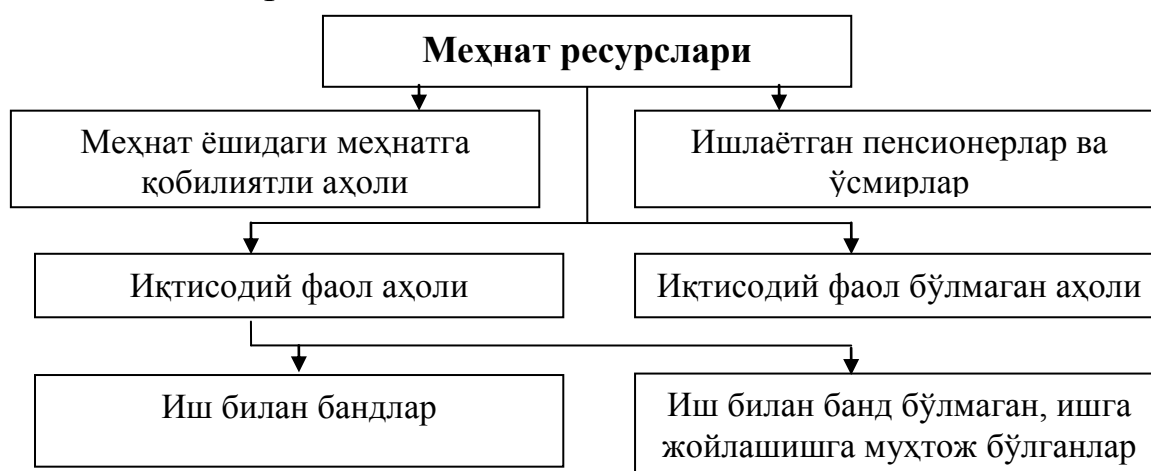 Меҳнат ресурслари
Меҳнат ёшидаги меҳнатга
қобилиятли аҳоли
Ишлаётган пенсионерлар ва
ўсмирлар
Иқтисодий фаол аҳоли
Иқтисодий фаол бўлмаган аҳоли
Иш билан бандлар
Иш билан банд бўлмаган, ишга
жойлашишга муҳтож бўлганлар